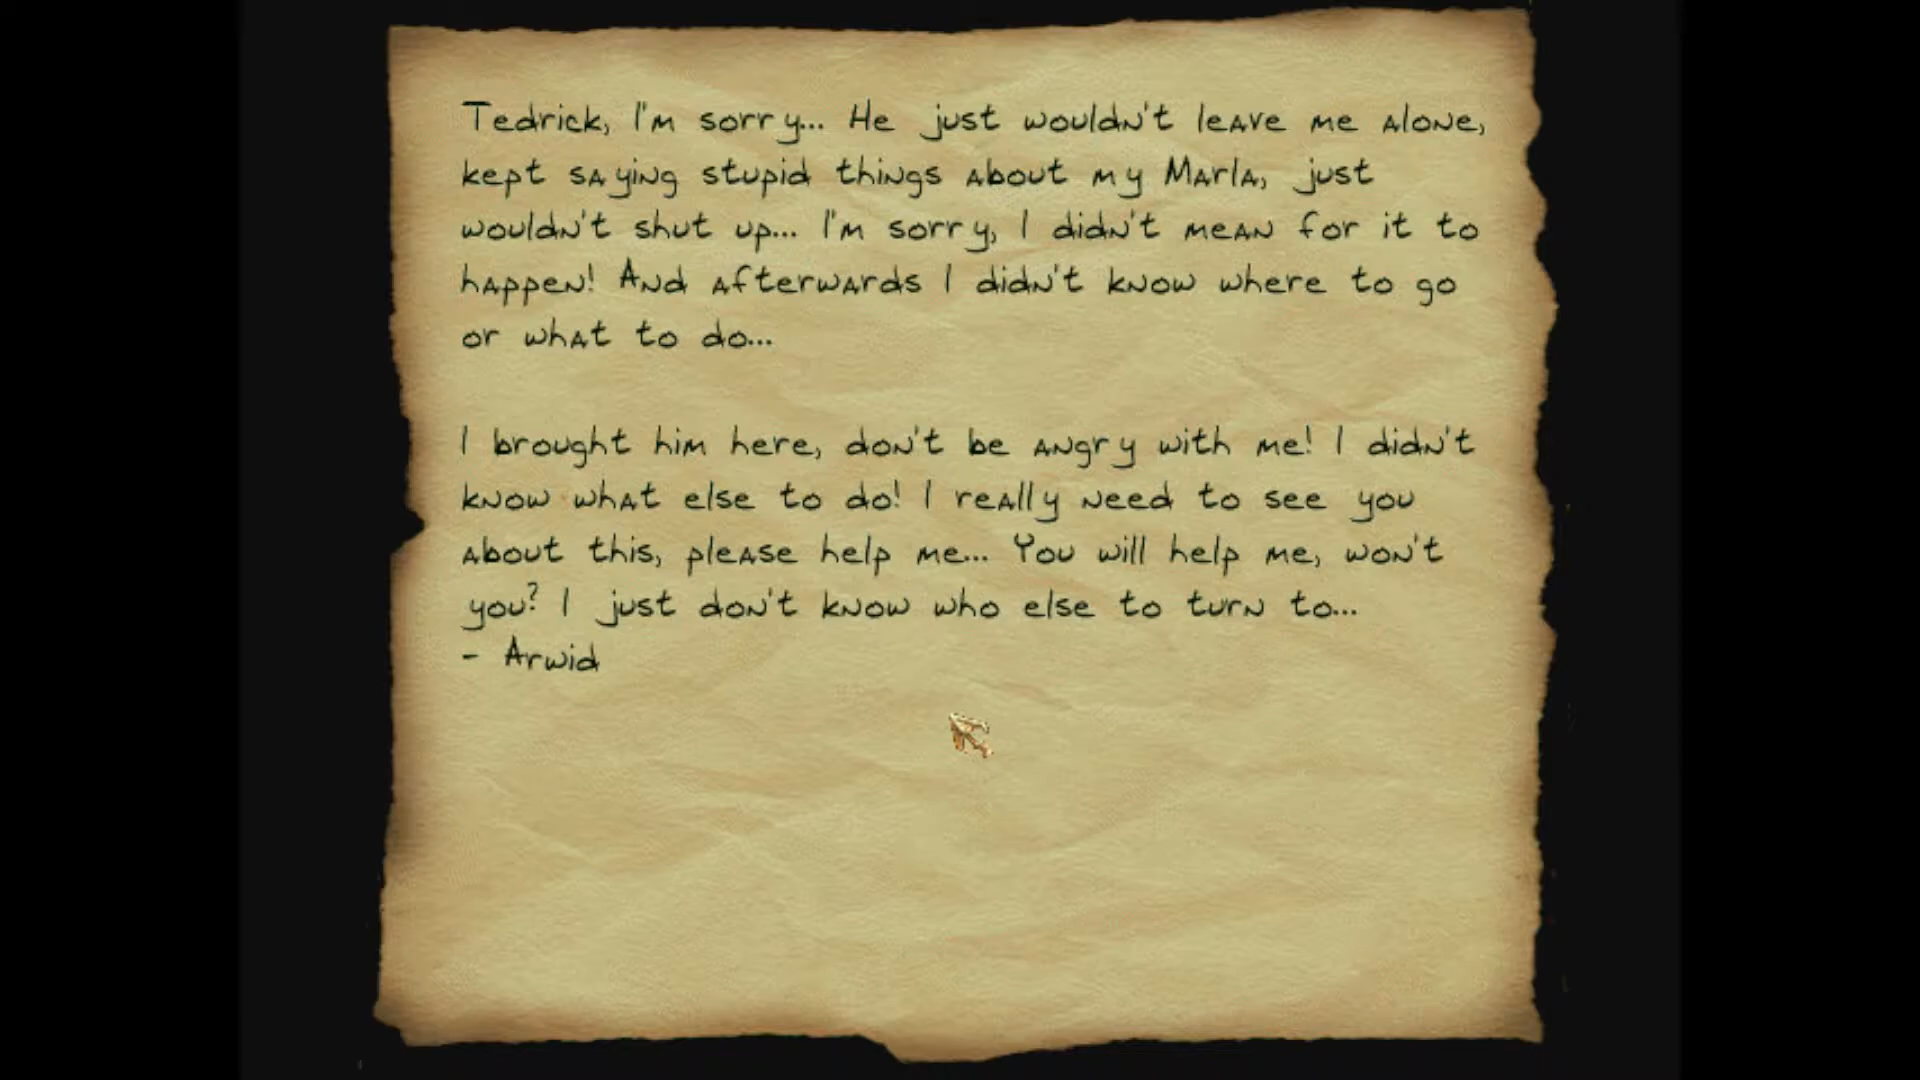 Tedrick, I'm sorry... He just wouldn't leave me alone,
kept saying stupid things about my Marla, just
wouldn't shut up... I'm sorry, I didn't mean for it to
happen! And afterwards I didn't know where to go
or what to do...
I brought him here, don't be angry with me! I didn't
know what else to do! I really need to see you
about this, please help me... You will help me, won't
you? I just don't know who else to turn to...
- Arwid